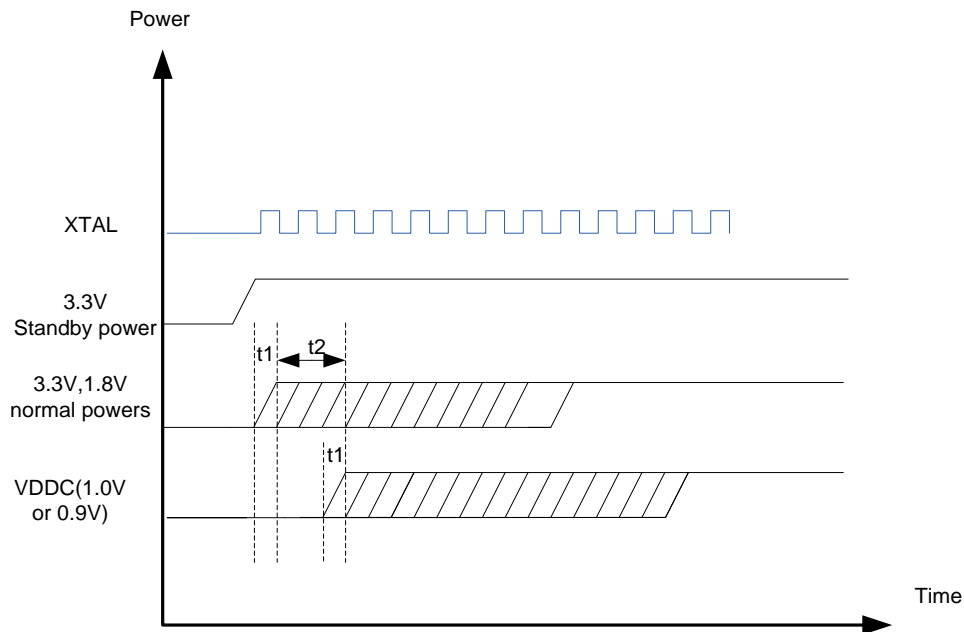 Power
XTAL
3.3V
Standby power
t1
t2
3.3V,1.8V
normal powers
t1
VDDC(1.0V
or 0.9V)
Time